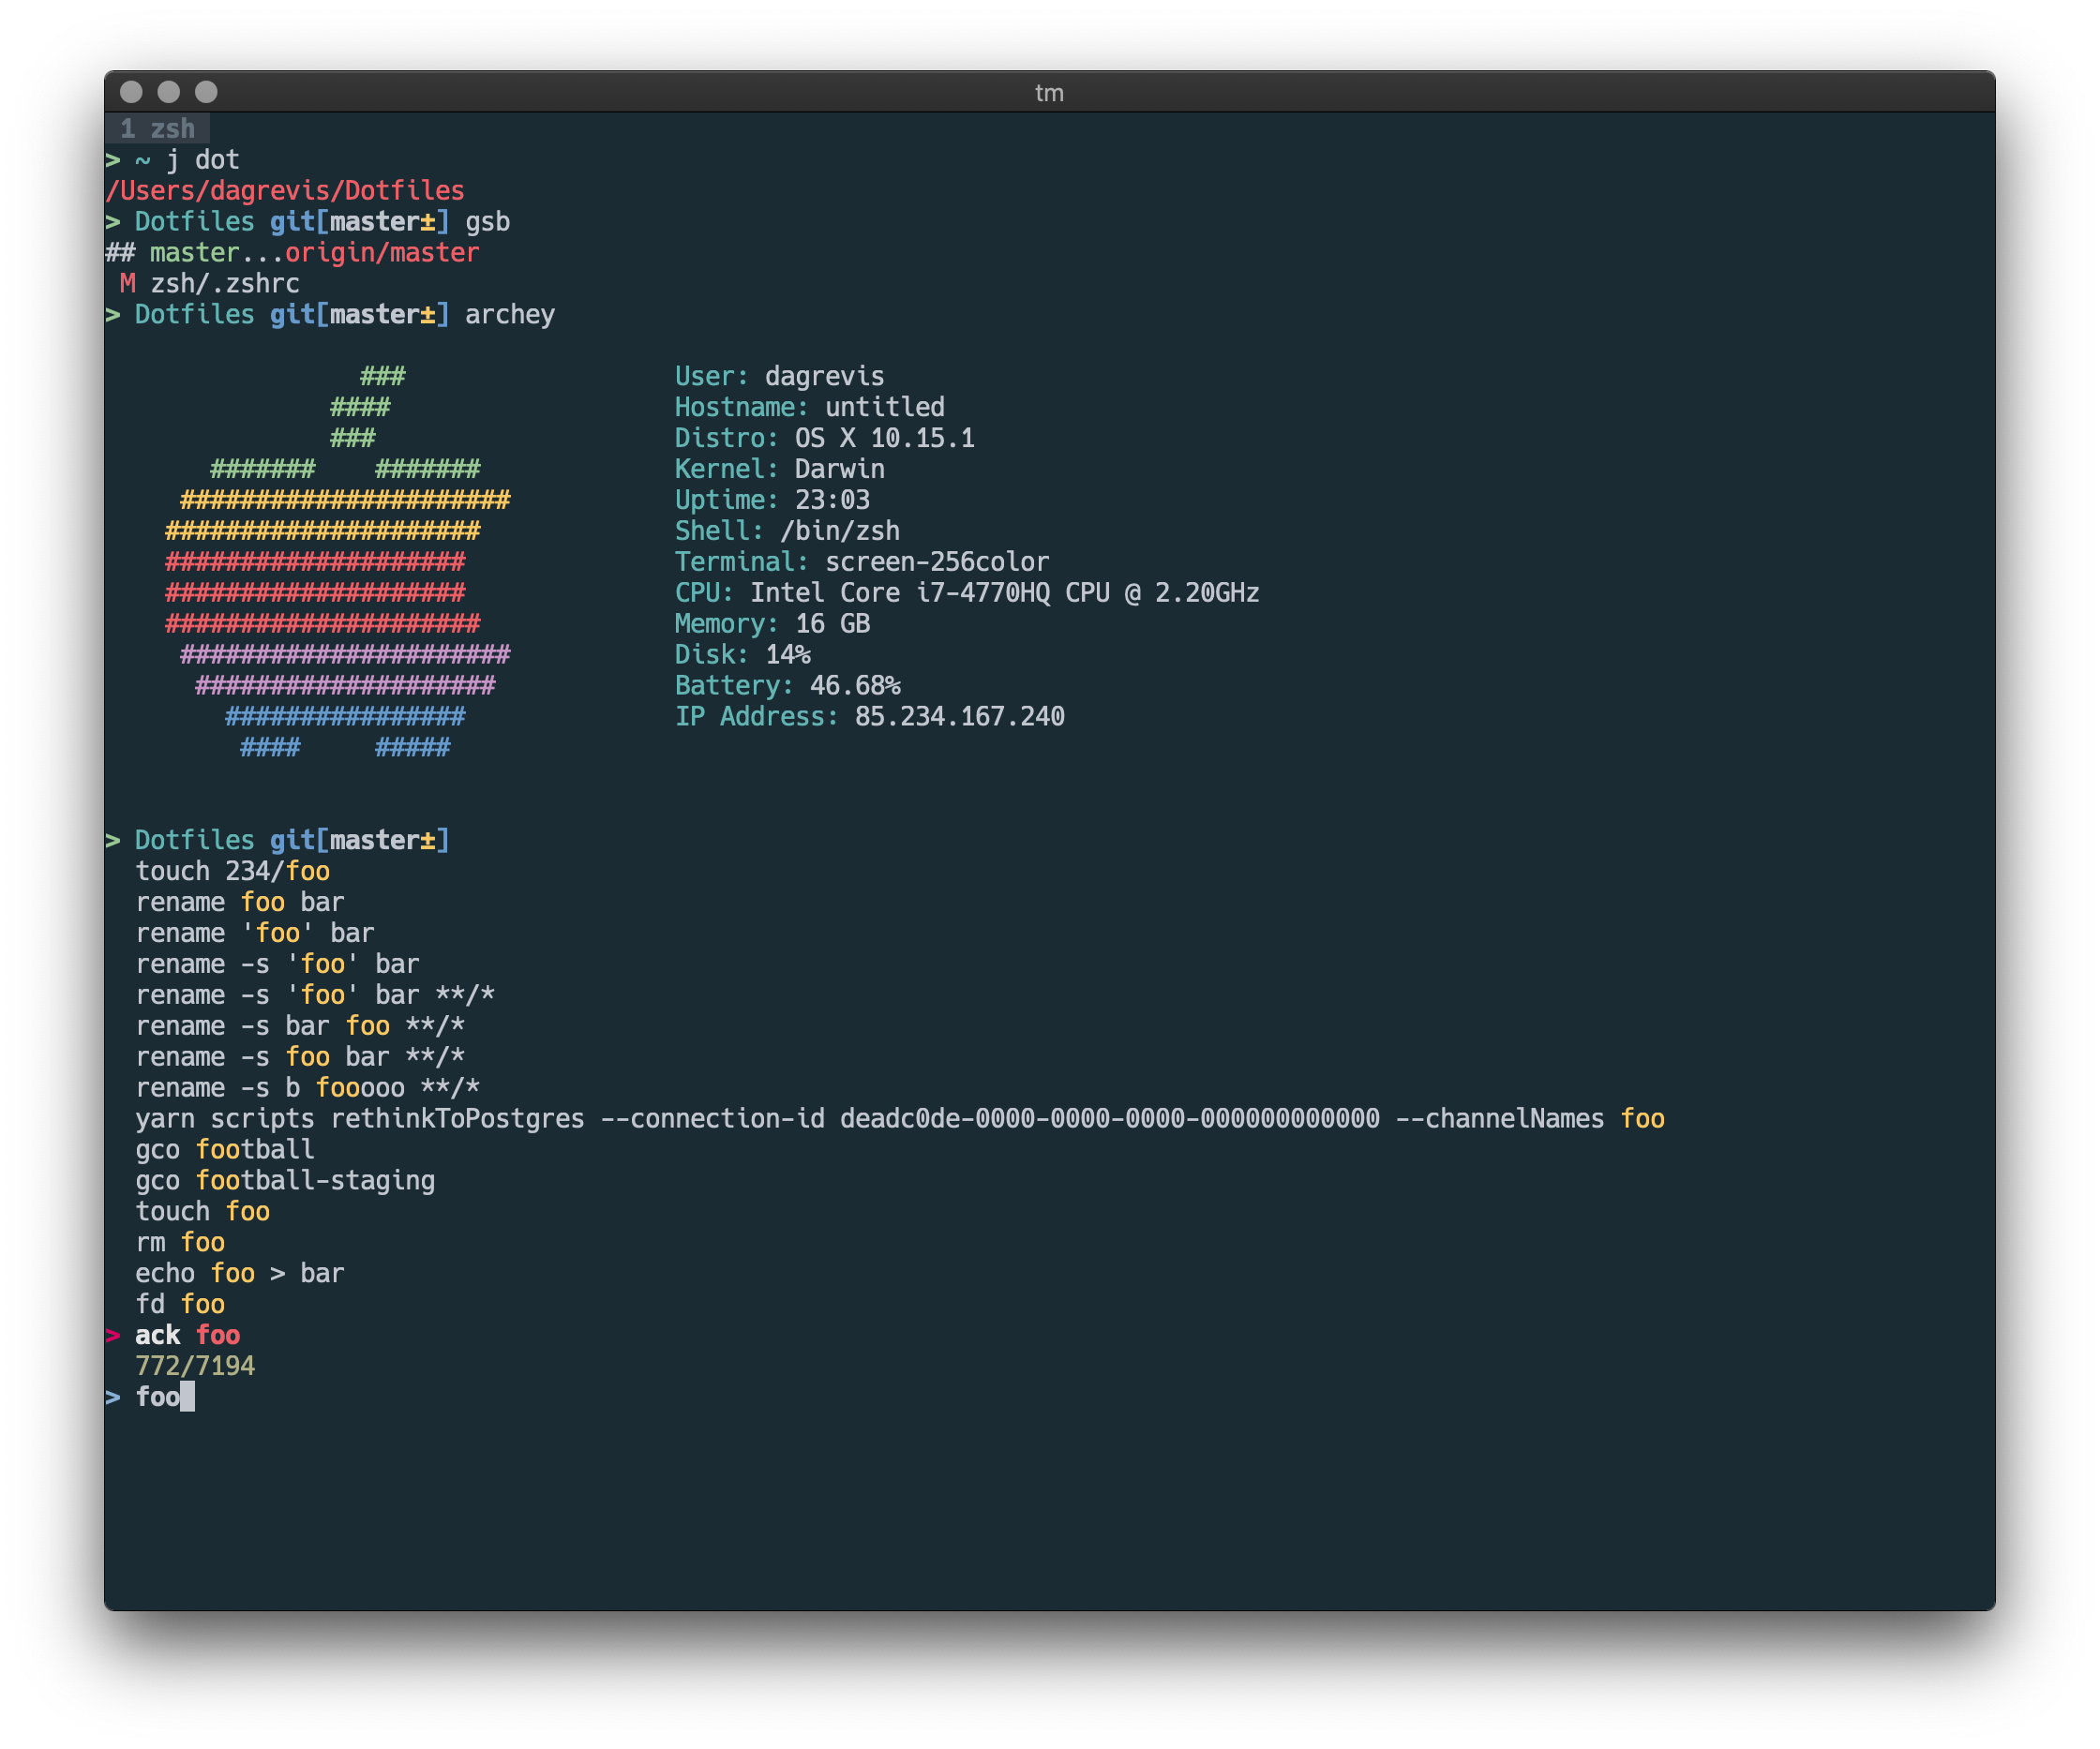 tm
1 zsh
> ~ j dot
/Users/dagrevis/Dotfiles
> Dotfiles git[master±] gsb
## master...origin/master
 M zsh/.zshrc
> Dotfiles git[master±] archey
                 ###                  User: dagrevis
               ####                   Hostname: untitled
               ###                    Distro: OS X 10.15.1
       #######    #######             Kernel: Darwin
     ######################           Uptime: 23:03
    #####################             Shell: /bin/zsh
    ####################              Terminal: screen-256color
    ####################              CPU: Intel Core i7-4770HQ CPU @ 2.20GHz
    #####################             Memory: 16 GB
     ######################           Disk: 14%
      ####################            Battery: 46.68%
        ################              IP Address: 85.234.167.240
         ####     #####
> Dotfiles git[master±]
  touch 234/foo
  rename foo bar
  rename 'foo' bar
  rename -s 'foo' bar
  rename -s 'foo' bar **/*
  rename -s bar foo **/*
  rename -s foo bar **/*
  rename -s b fooooo **/*
  yarn scripts rethinkToPostgres --connection-id deadc0de-0000-0000-0000-000000000000 --channelNames foo
  gco football
  gco football-staging
  touch foo
  rm foo
  echo foo > bar
  fd foo
> ack foo
  772/7194
> foo